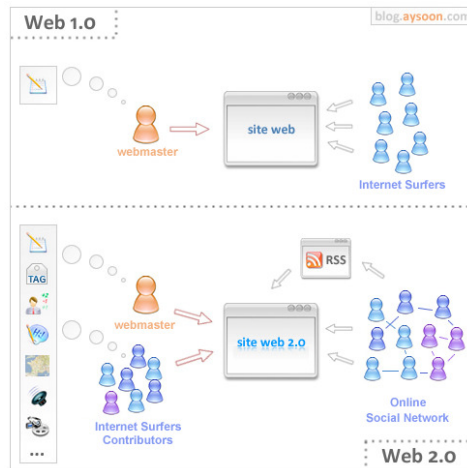 Web 1.0
blog.aysoon.com
site web
webmaster
Internet Surfers
TAG
RSS
webmaster
site web 2.0
Internet Surfers
Contributors
Online
Social Network
...
Web 2.0